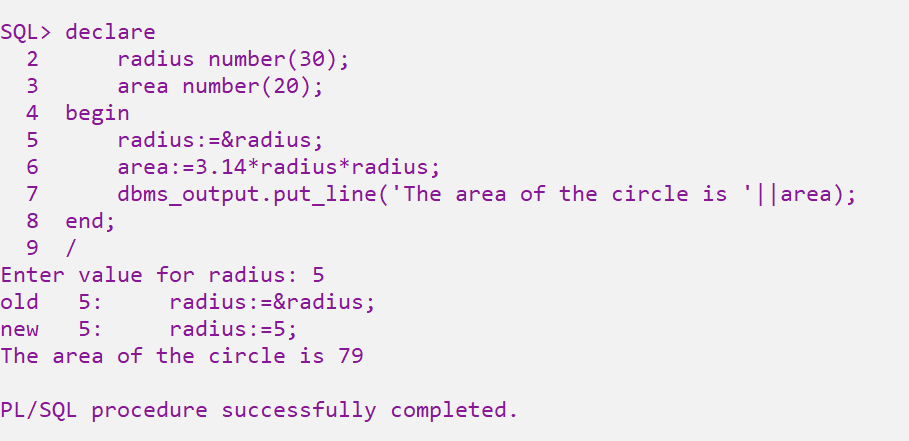 SQL> declare
  2      radius number(30);
  3      area number(20);
  4  begin
  5      radius:=&radius;
  6      area:=3.14*radius*radius;
  7      dbms_output.put_line('The area of the circle is '||area);
  8  end;
  9  /
Enter value for radius: 5
old   5:     radius:=&radius;
new   5:     radius:=5;
The area of the circle is 79
PL/SQL procedure successfully completed.